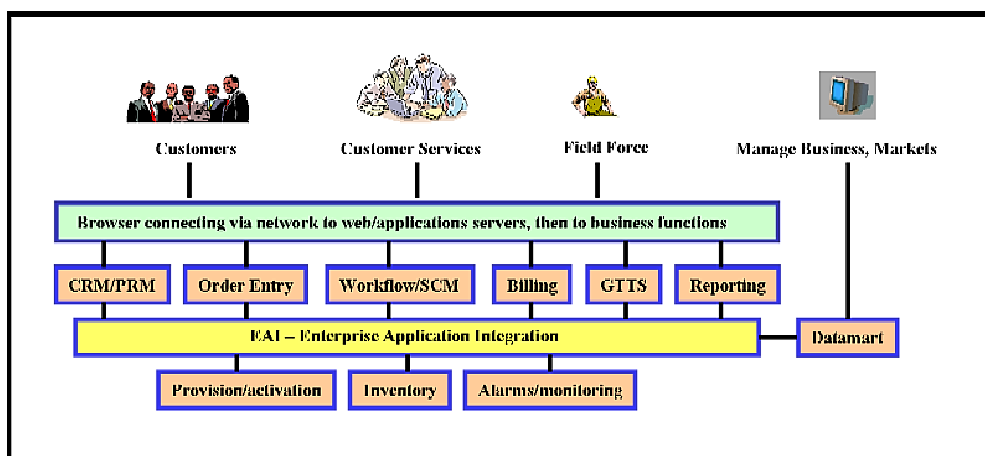 Customers
Customer Services
Field Force
Manage Business, Markets
Browser connecting via network to web/applications servers, then to business functions
CRM/PRM
Order Entry
Workflow/SCM
Billing
GTTS
Reporting
EAI – Enterprise Application Integration
Datamart
Provision/activation
Inventory
Alarms/monitoring